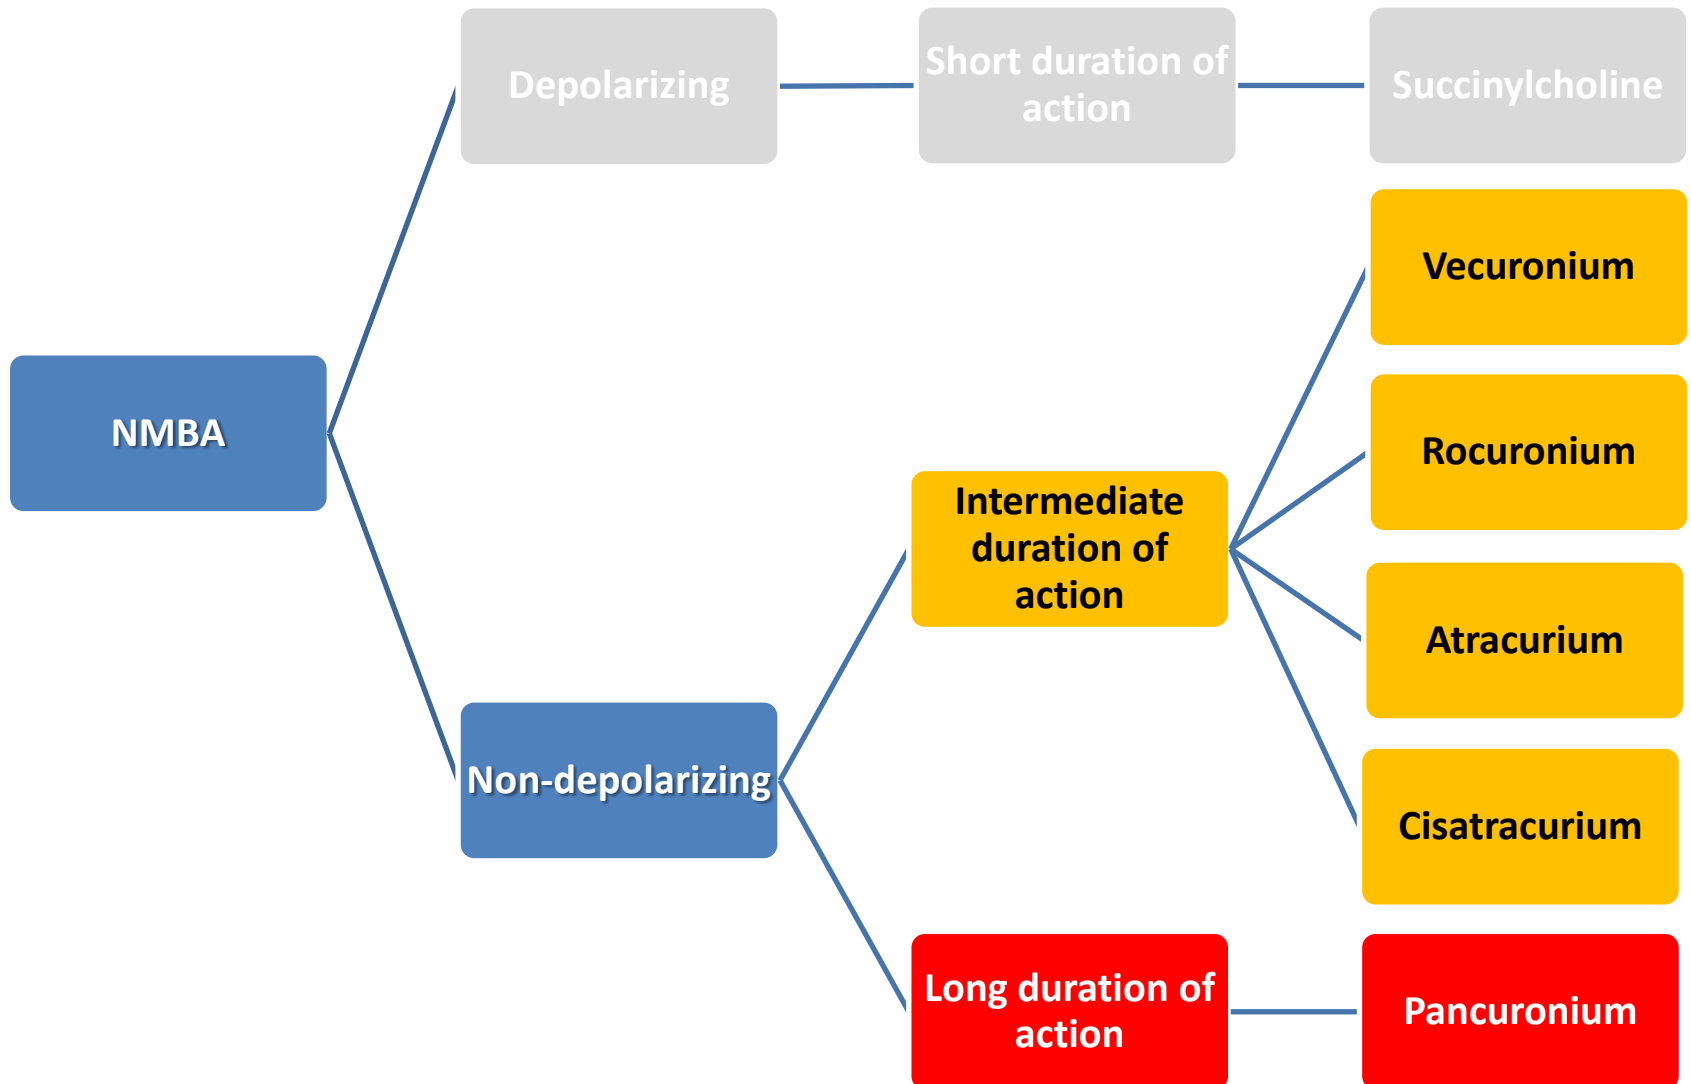 Depolarizing
Short duration of
action
Succinylcholine
Vecuronium
NMBA
Rocuronium
Intermediate
duration of
action
Atracurium
Non-depolarizing
Cisatracurium
Long duration of
action
Pancuronium